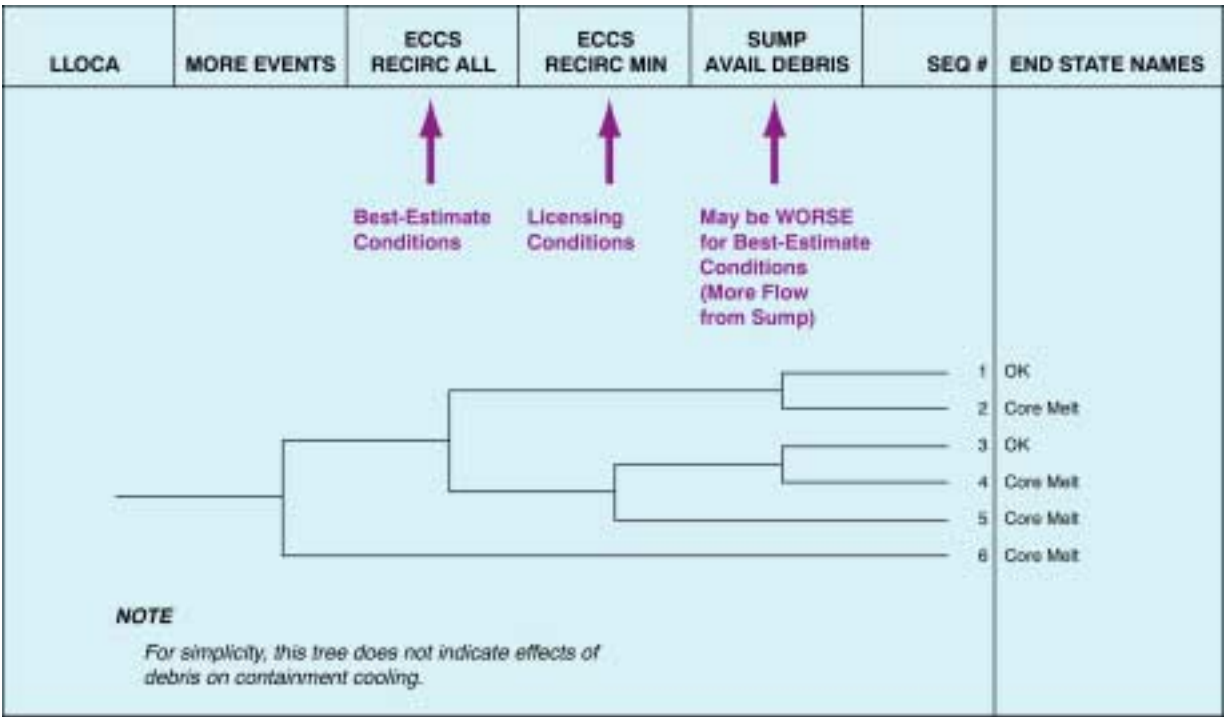 LLOCA
MORE EVENTS
ECCS
RECIRC ALL
ECCS
RECIRC MIN
SUMP
AVAIL DEBRIS
SEQ #
END STATE NAMES
Best-Estimate
Conditions
Licensing
Conditions
May be WORSE
for Best-Estimate
Conditions
(More Flow
from Sump)
1 OK
2 Core Melt
3 OK
4 Core Melt
5 Core Melt
6 Core Melt
NOTE
For simplicity, this tree does not indicate effects of
debris on containment cooling.